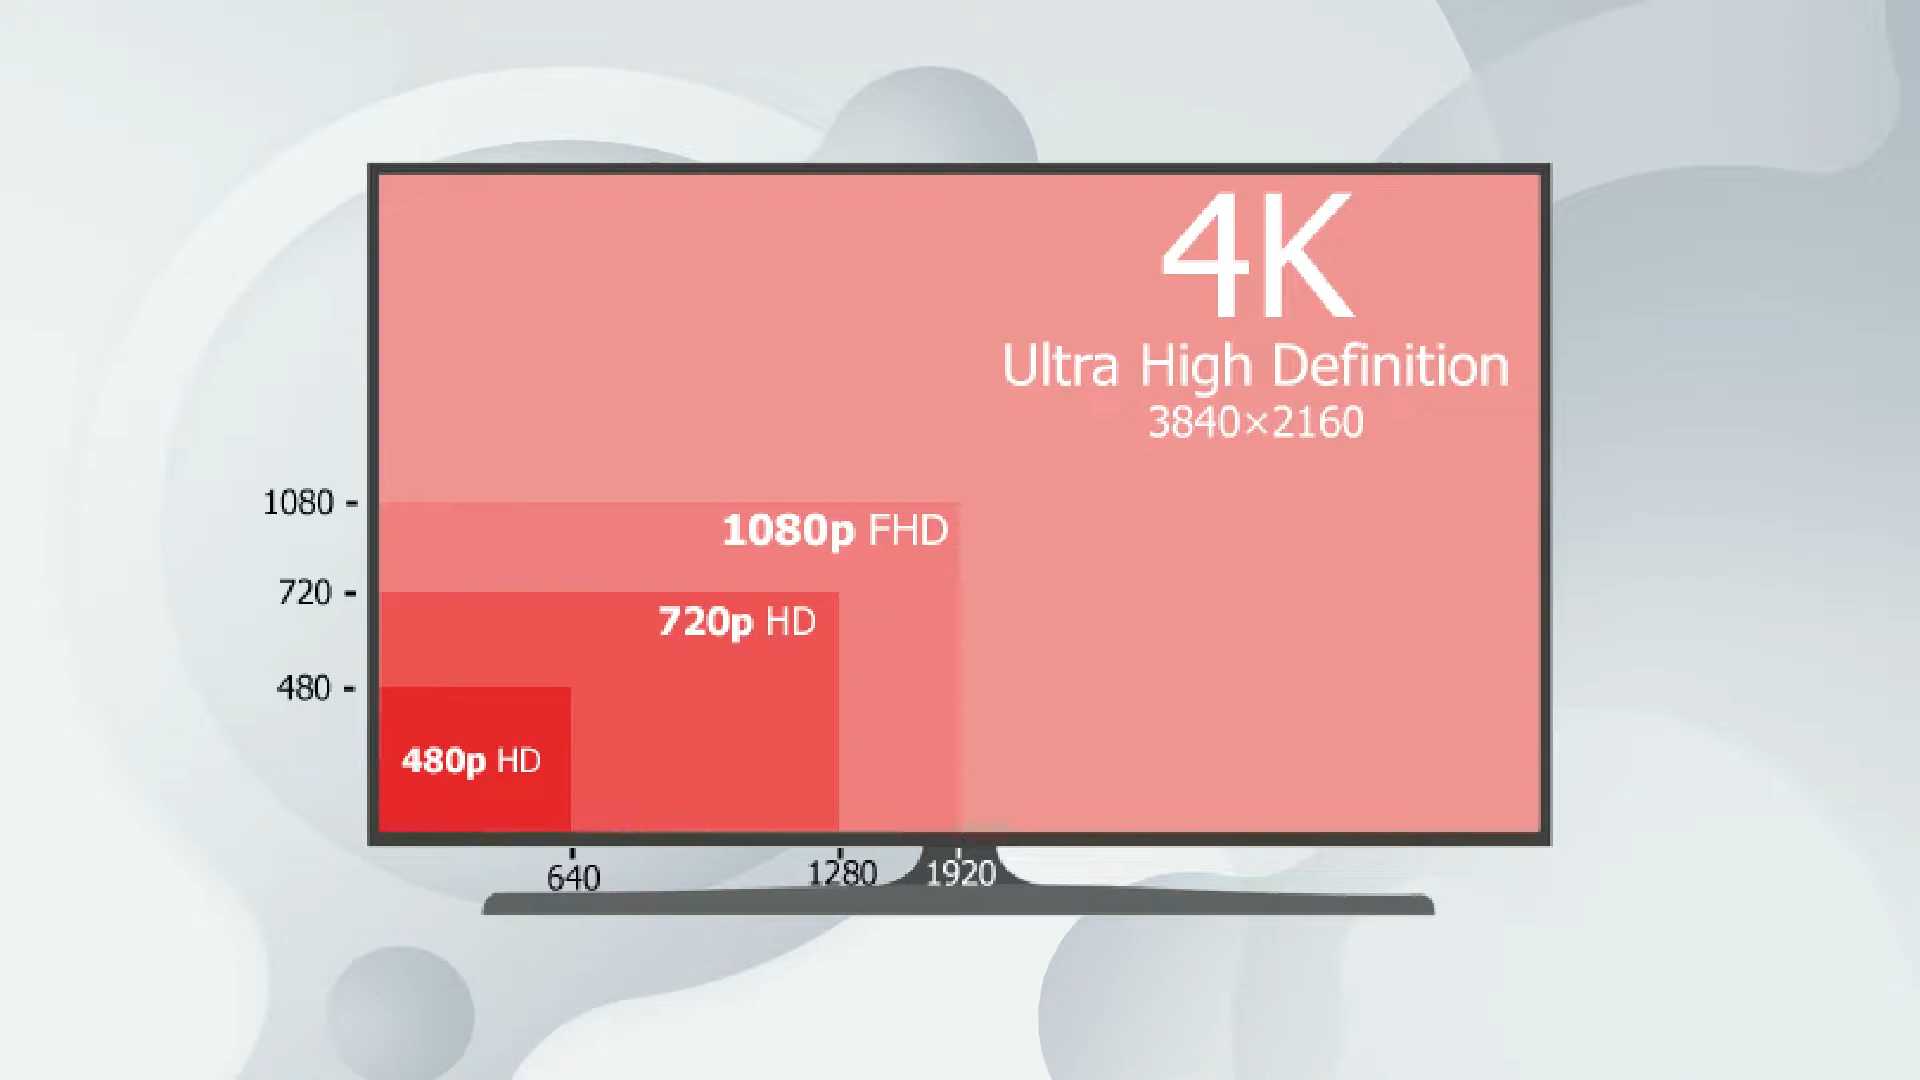 4K
Ultra High Definition
3840×2160
1080 -
1080p FHD
720 -
720p HD
480 -
480p HD
640
1280
1920